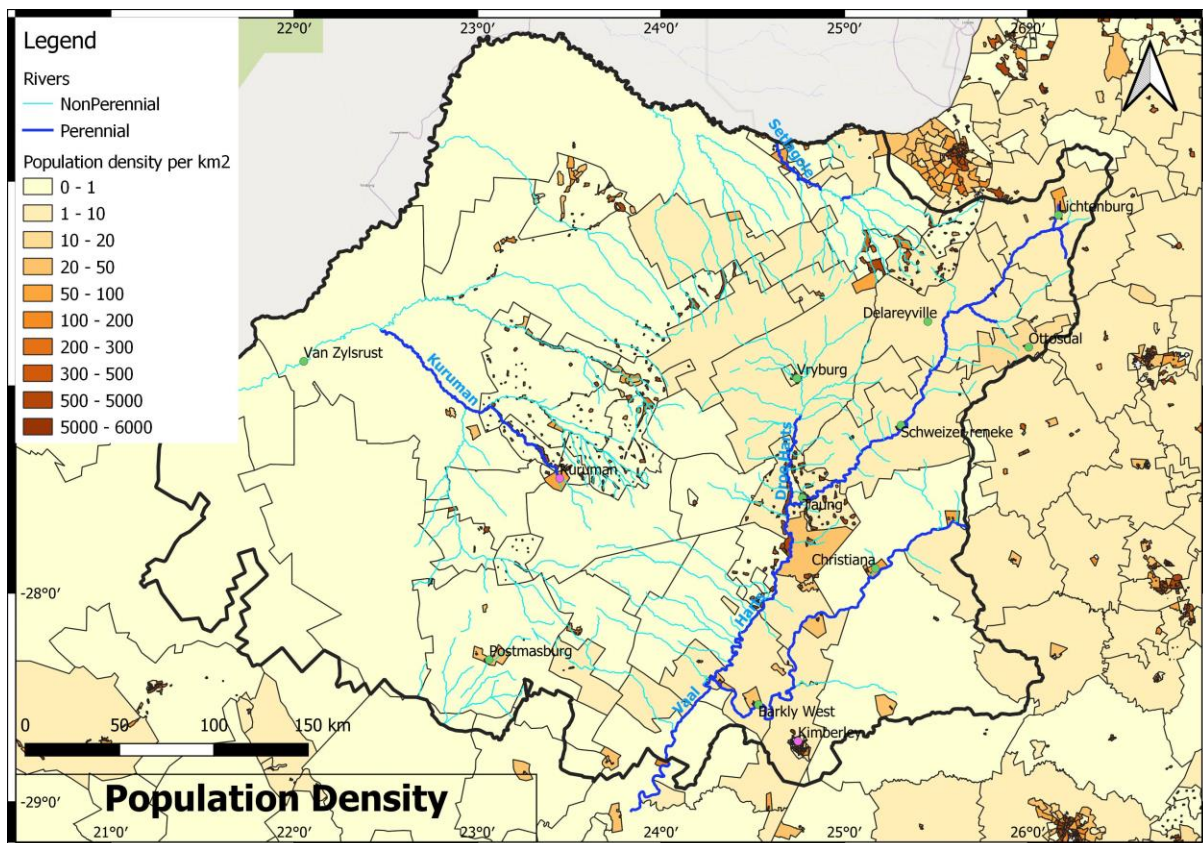 22°0'
23°0'
24°0'
25°0'
26°0'
Legend
Rivers
NonPerennial
Perennial
Population density per km2
0 - 1
1 - 10
10 - 20
20 - 50
50 - 100
100 - 200
200 - 300
300 - 500
500 - 5000
5000 - 6000
Setlagole
Lichtenburg
Delareyville
Ottosdal
Van Zylsrust
Kuruman
Vryburg
Schweizer-reneke
Droe Harts
Kuruman
Taung
Christiana
-28°0'
Harts
Postmasburg
Vaal
Barkly West
Kimberley
0 50 100 150 km
Population Density
-29°0'
21°0'
22°0'
23°0'
24°0'
25°0'
26°0'